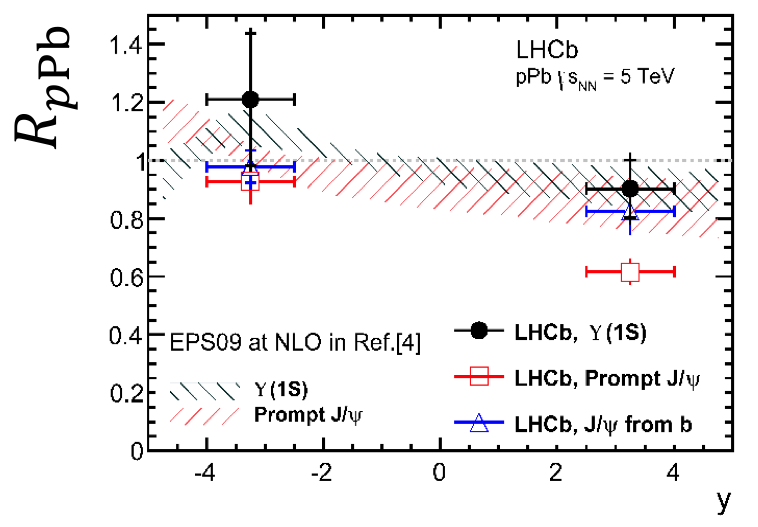 R_pPb
1.4
1.2
1
0.8
0.6
0.4
0.2
0
LHCb
pPb √s_NN = 5 TeV
EPS09 at NLO in Ref.[4]
ϒ(1S)
Prompt J/ψ
LHCb, ϒ(1S)
LHCb, Prompt J/ψ
LHCb, J/ψ from b
-4 -2 0 2 4
y